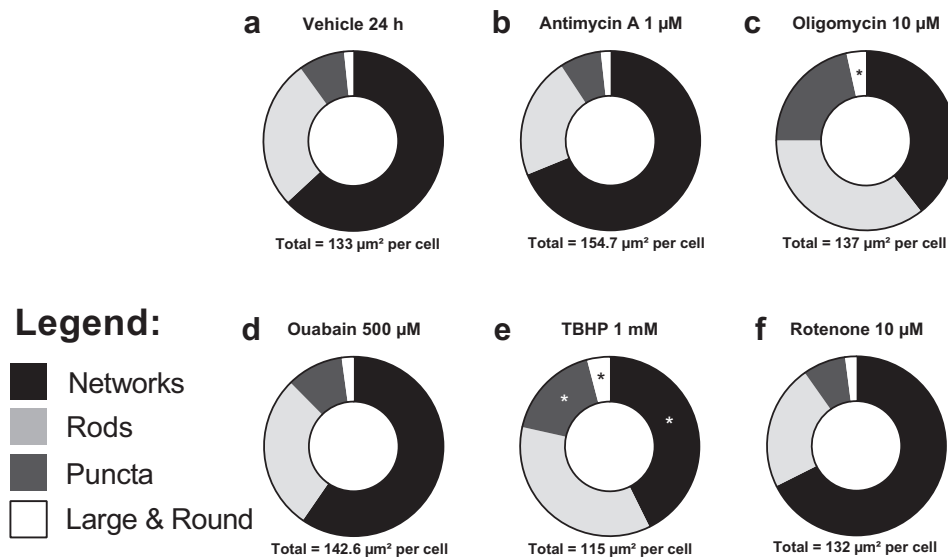 a Vehicle 24 h
b Antimycin A 1 µM
c Oligomycin 10 µM
*
Total = 133 µm² per cell
Total = 154.7 µm² per cell
Total = 137 µm² per cell
Legend:
Networks
Rods
Puncta
Large & Round
d Ouabain 500 µM
e TBHP 1 mM
f Rotenone 10 µM
*
*
*
Total = 142.6 µm² per cell
Total = 115 µm² per cell
Total = 132 µm² per cell